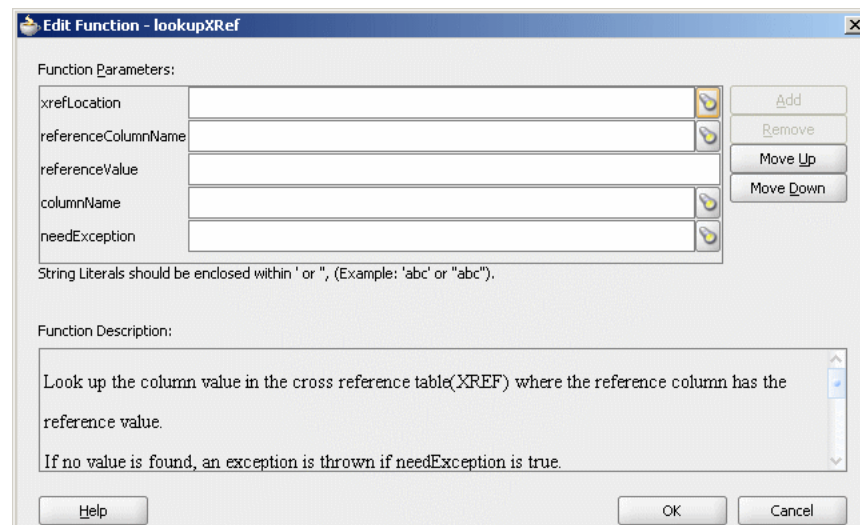 Edit Function - lookupXRef
Function Parameters:
xrefLocation
referenceColumnName
referenceValue
columnName
needException
Add
Remove
Move Up
Move Down
String Literals should be enclosed within ' or ", (Example: 'abc' or "abc").
Function Description:
Look up the column value in the cross reference table(XREF) where the reference column has the
reference value.
If no value is found, an exception is thrown if needException is true.
Help
OK
Cancel